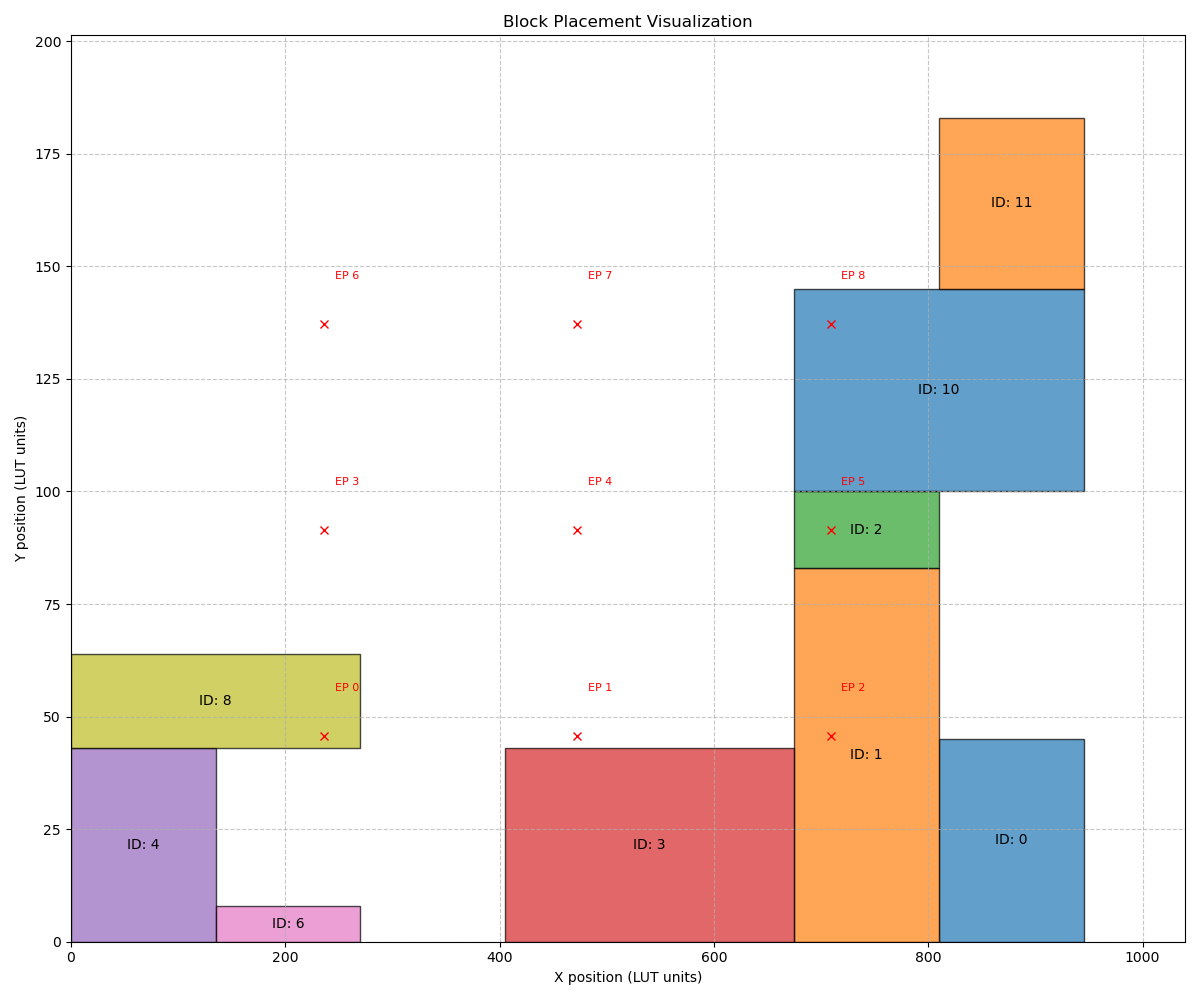 Block Placement Visualization
200
175
150
125
100
75
50
25
0
Y position (LUT units)
ID: 11
EP 6
EP 7
EP 8
ID: 10
EP 3
EP 4
EP 5
ID: 2
EP 0
EP 1
EP 2
ID: 8
ID: 1
ID: 4
ID: 3
ID: 0
ID: 6
0
200
400
600
800
1000
X position (LUT units)